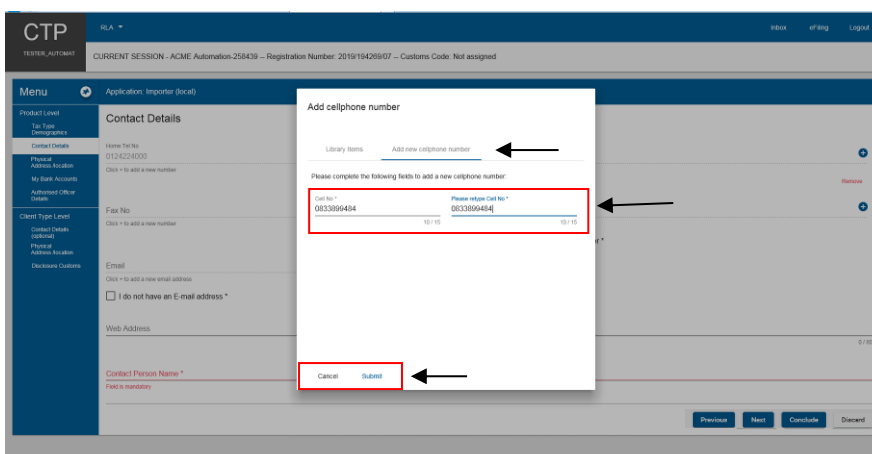 CTP
TESTER_AUTOMAT
RLA
Inbox eFiling Logout
CURRENT SESSION - ACME Automation-258439 -- Registration Number: 2019/194269/07 -- Customs Code: Not assigned
Menu
Product Level
Tax Type
Demographics
Contact Details
Physical
Address /location
My Bank Accounts
Authorised Officer
Details
Client Type Level
Contact Details
(optional)
Physical
Address /location
Disclosure Customs
Application: Importer (local)
Contact Details
Home Tel No
0124224000
Click + to add a new number
Remove
Fax No
Click + to add a new number
r *
Email
Click + to add a new email address
I do not have an E-mail address *
Web Address
Contact Person Name *
Field is mandatory
Add cellphone number
Library Items Add new cellphone number
Please complete the following fields to add a new cellphone number:
Cell No * Please retype Cell No *
0833899484 0833899484
10 / 15 10 / 15
Cancel Submit
Previous Next Conclude Discard